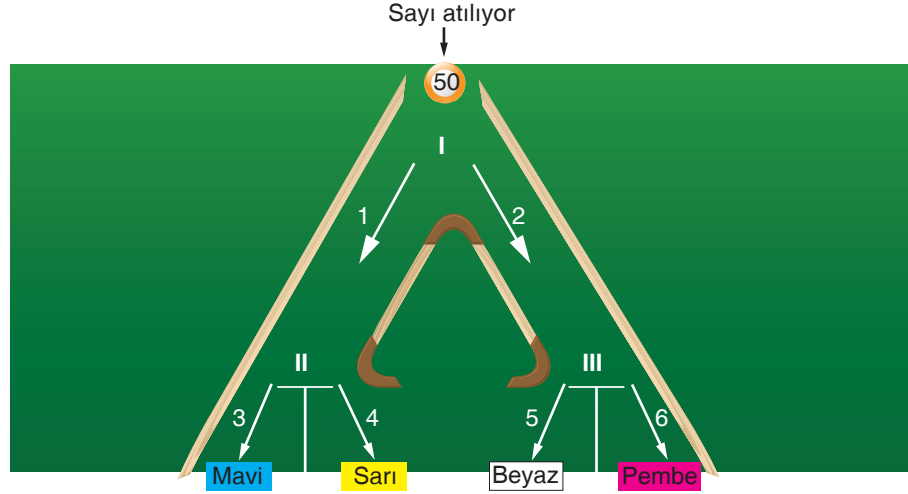 Sayı atılıyor
50
I
1 2
II III
3 4 5 6
Mavi Sarı Beyaz Pembe